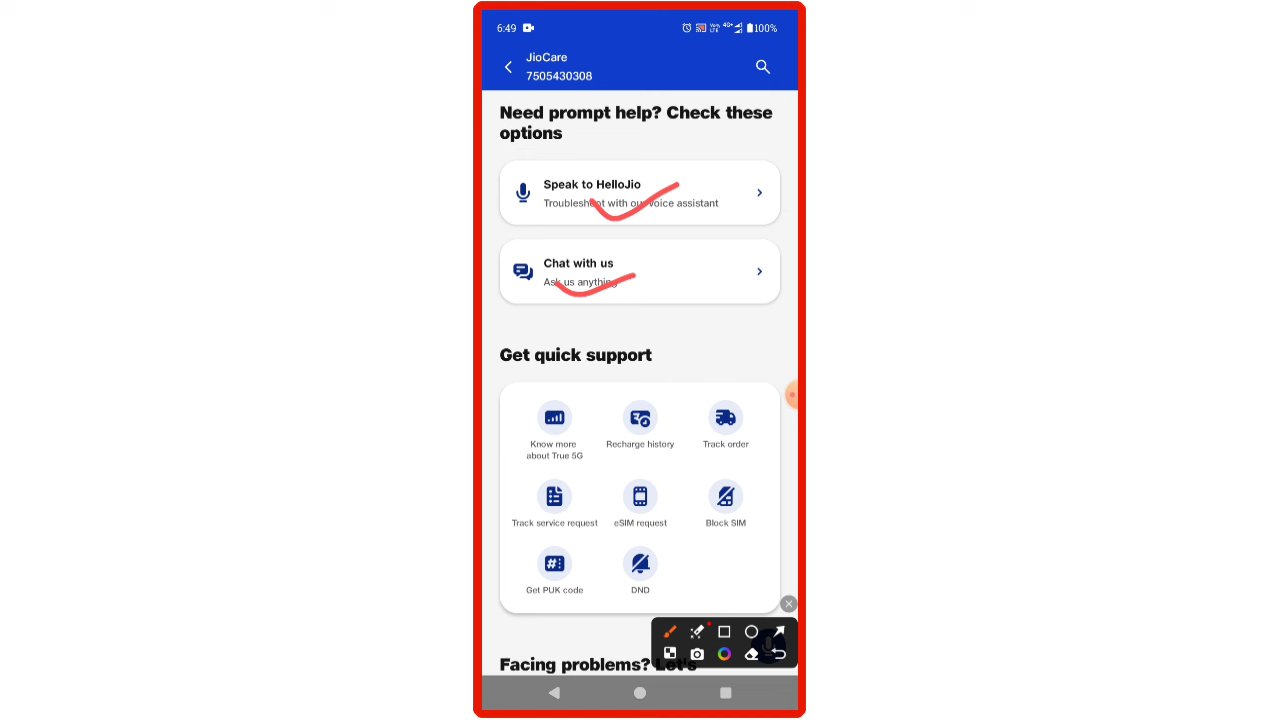 6:49
VoLTE 4G+ 100%
JioCare
7505430308
Need prompt help? Check these
options
Speak to HelloJio
Troubleshoot with our voice assistant
Chat with us
Ask us anything
Get quick support
Know more
about True 5G
Recharge history
Track order
Track service request
eSIM request
Block SIM
Get PUK code
DND
Facing problems? Let's